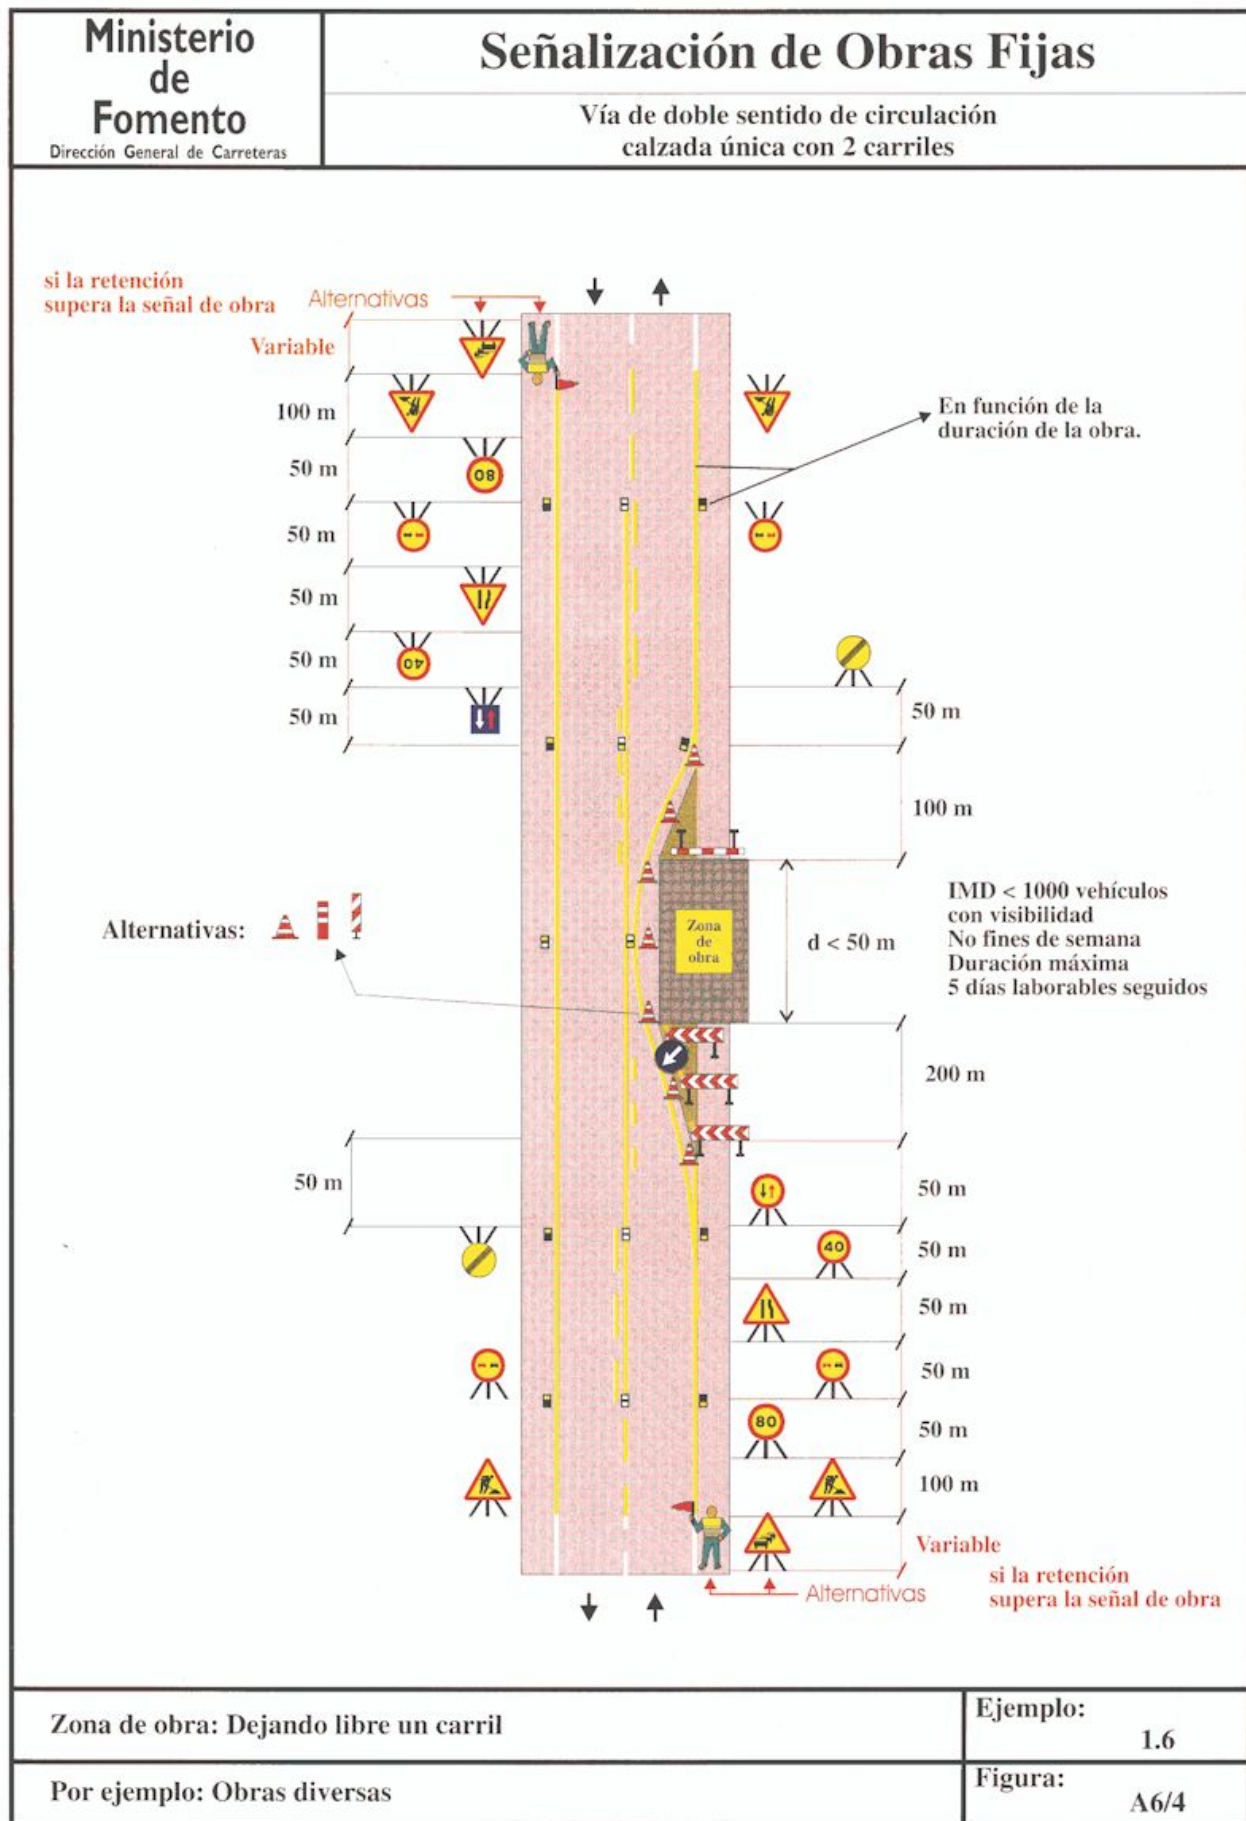 Ministerio
de
Fomento
Dirección General de Carreteras
Señalización de Obras Fijas
Vía de doble sentido de circulación
calzada única con 2 carriles
si la retención
supera la señal de obra
Alternativas
Variable
100 m
80
50 m
50 m
50 m
40
50 m
50 m
En función de la
duración de la obra.
50 m
100 m
Alternativas:
Zona
de
obra
d < 50 m
IMD < 1000 vehículos
con visibilidad
No fines de semana
Duración máxima
5 días laborables seguidos
200 m
50 m
50 m
40
50 m
50 m
50 m
80
50 m
100 m
Variable
si la retención
supera la señal de obra
Alternativas
Zona de obra: Dejando libre un carril
Ejemplo:
1.6
Por ejemplo: Obras diversas
Figura:
A6/4